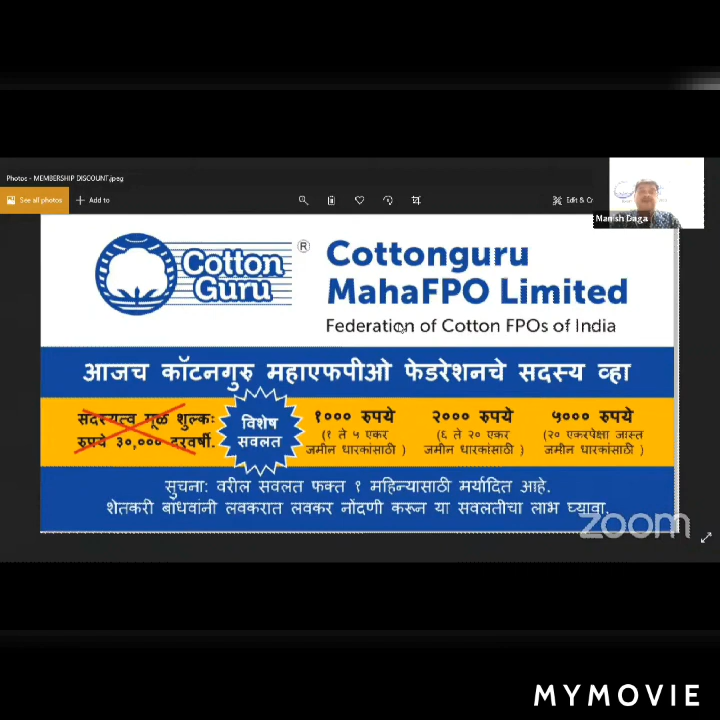 Photos - MEMBERSHIP DISCOUNT.jpeg
See all photos + Add to
Edit & Cr
Manish Daga
Cotton
Guru
®
Cottonguru
MahaFPO Limited
Federation of Cotton FPOs of India
आजच कॉटनगुरु महाएफपीओ फेडरेशनचे सदस्य व्हा
सदस्यत्व मूळ शुल्कः
रुपये ३०,००० दरवर्षी.
विशेष
सवलत
१००० रुपये
(१ ते ५ एकर
जमीन धारकांसाठी )
२००० रुपये
(६ ते २० एकर
जमीन धारकांसाठी )
५००० रुपये
(२० एकरपेक्षा जास्त
जमीन धारकांसाठी )
सुचना: वरील सवलत फक्त १ महिन्यासाठी मर्यादित आहे.
शेतकरी बांधवांनी लवकरात लवकर नोंदणी करून या सवलतीचा लाभ घ्यावा.
zoom
MYMOVIE